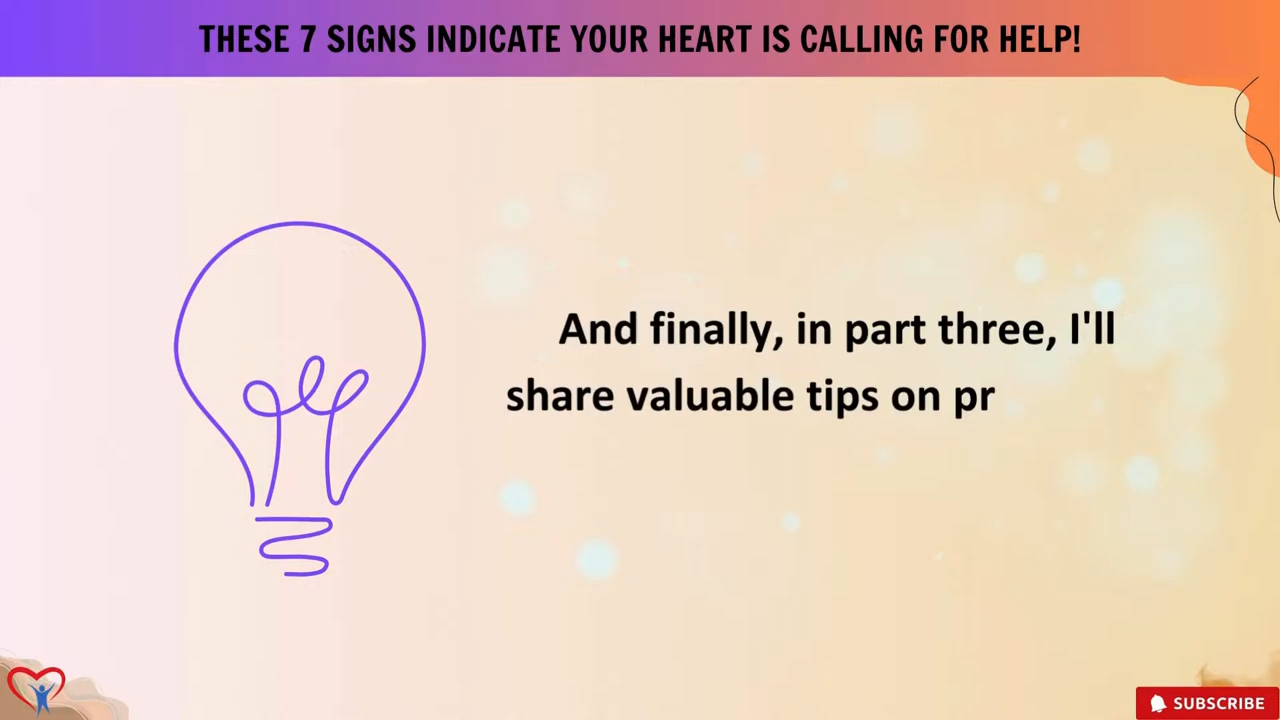 THESE 7 SIGNS INDICATE YOUR HEART IS CALLING FOR HELP!
And finally, in part three, I'll
share valuable tips on pr
SUBSCRIBE